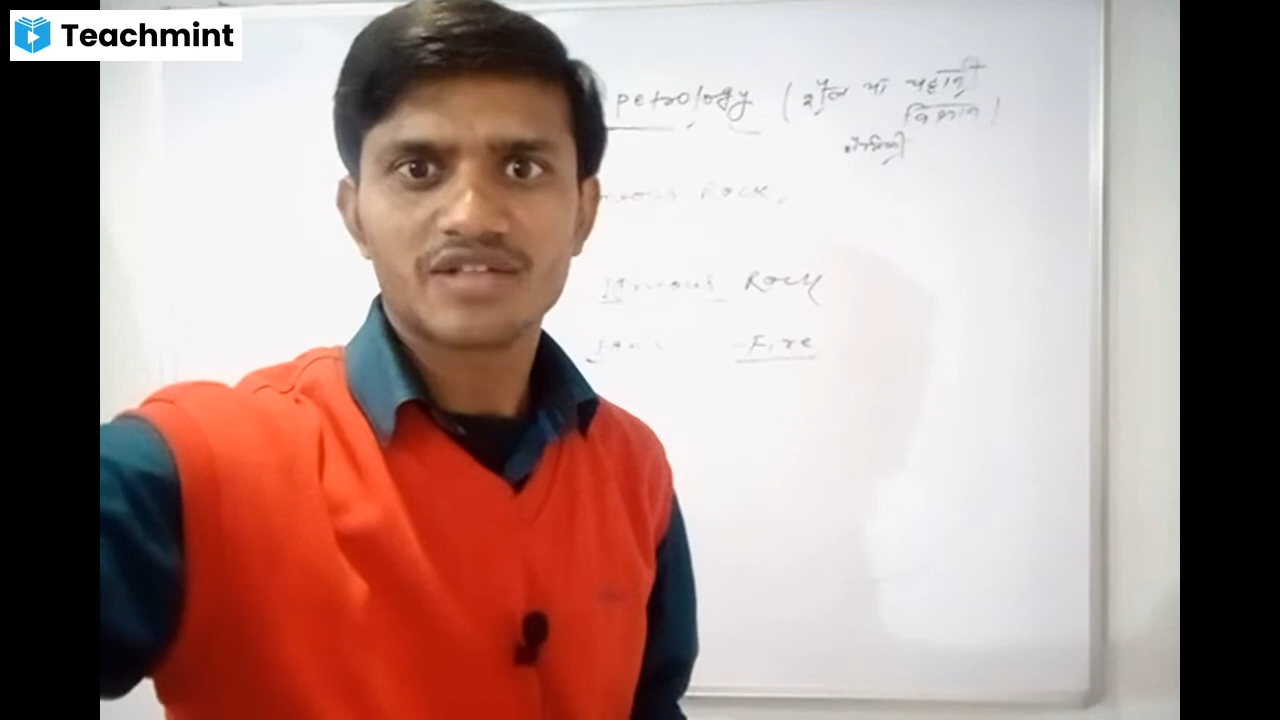 Teachmint
petrology (शैल या चट्टानी
विज्ञान)
Rock
Igneous Rock
Fire